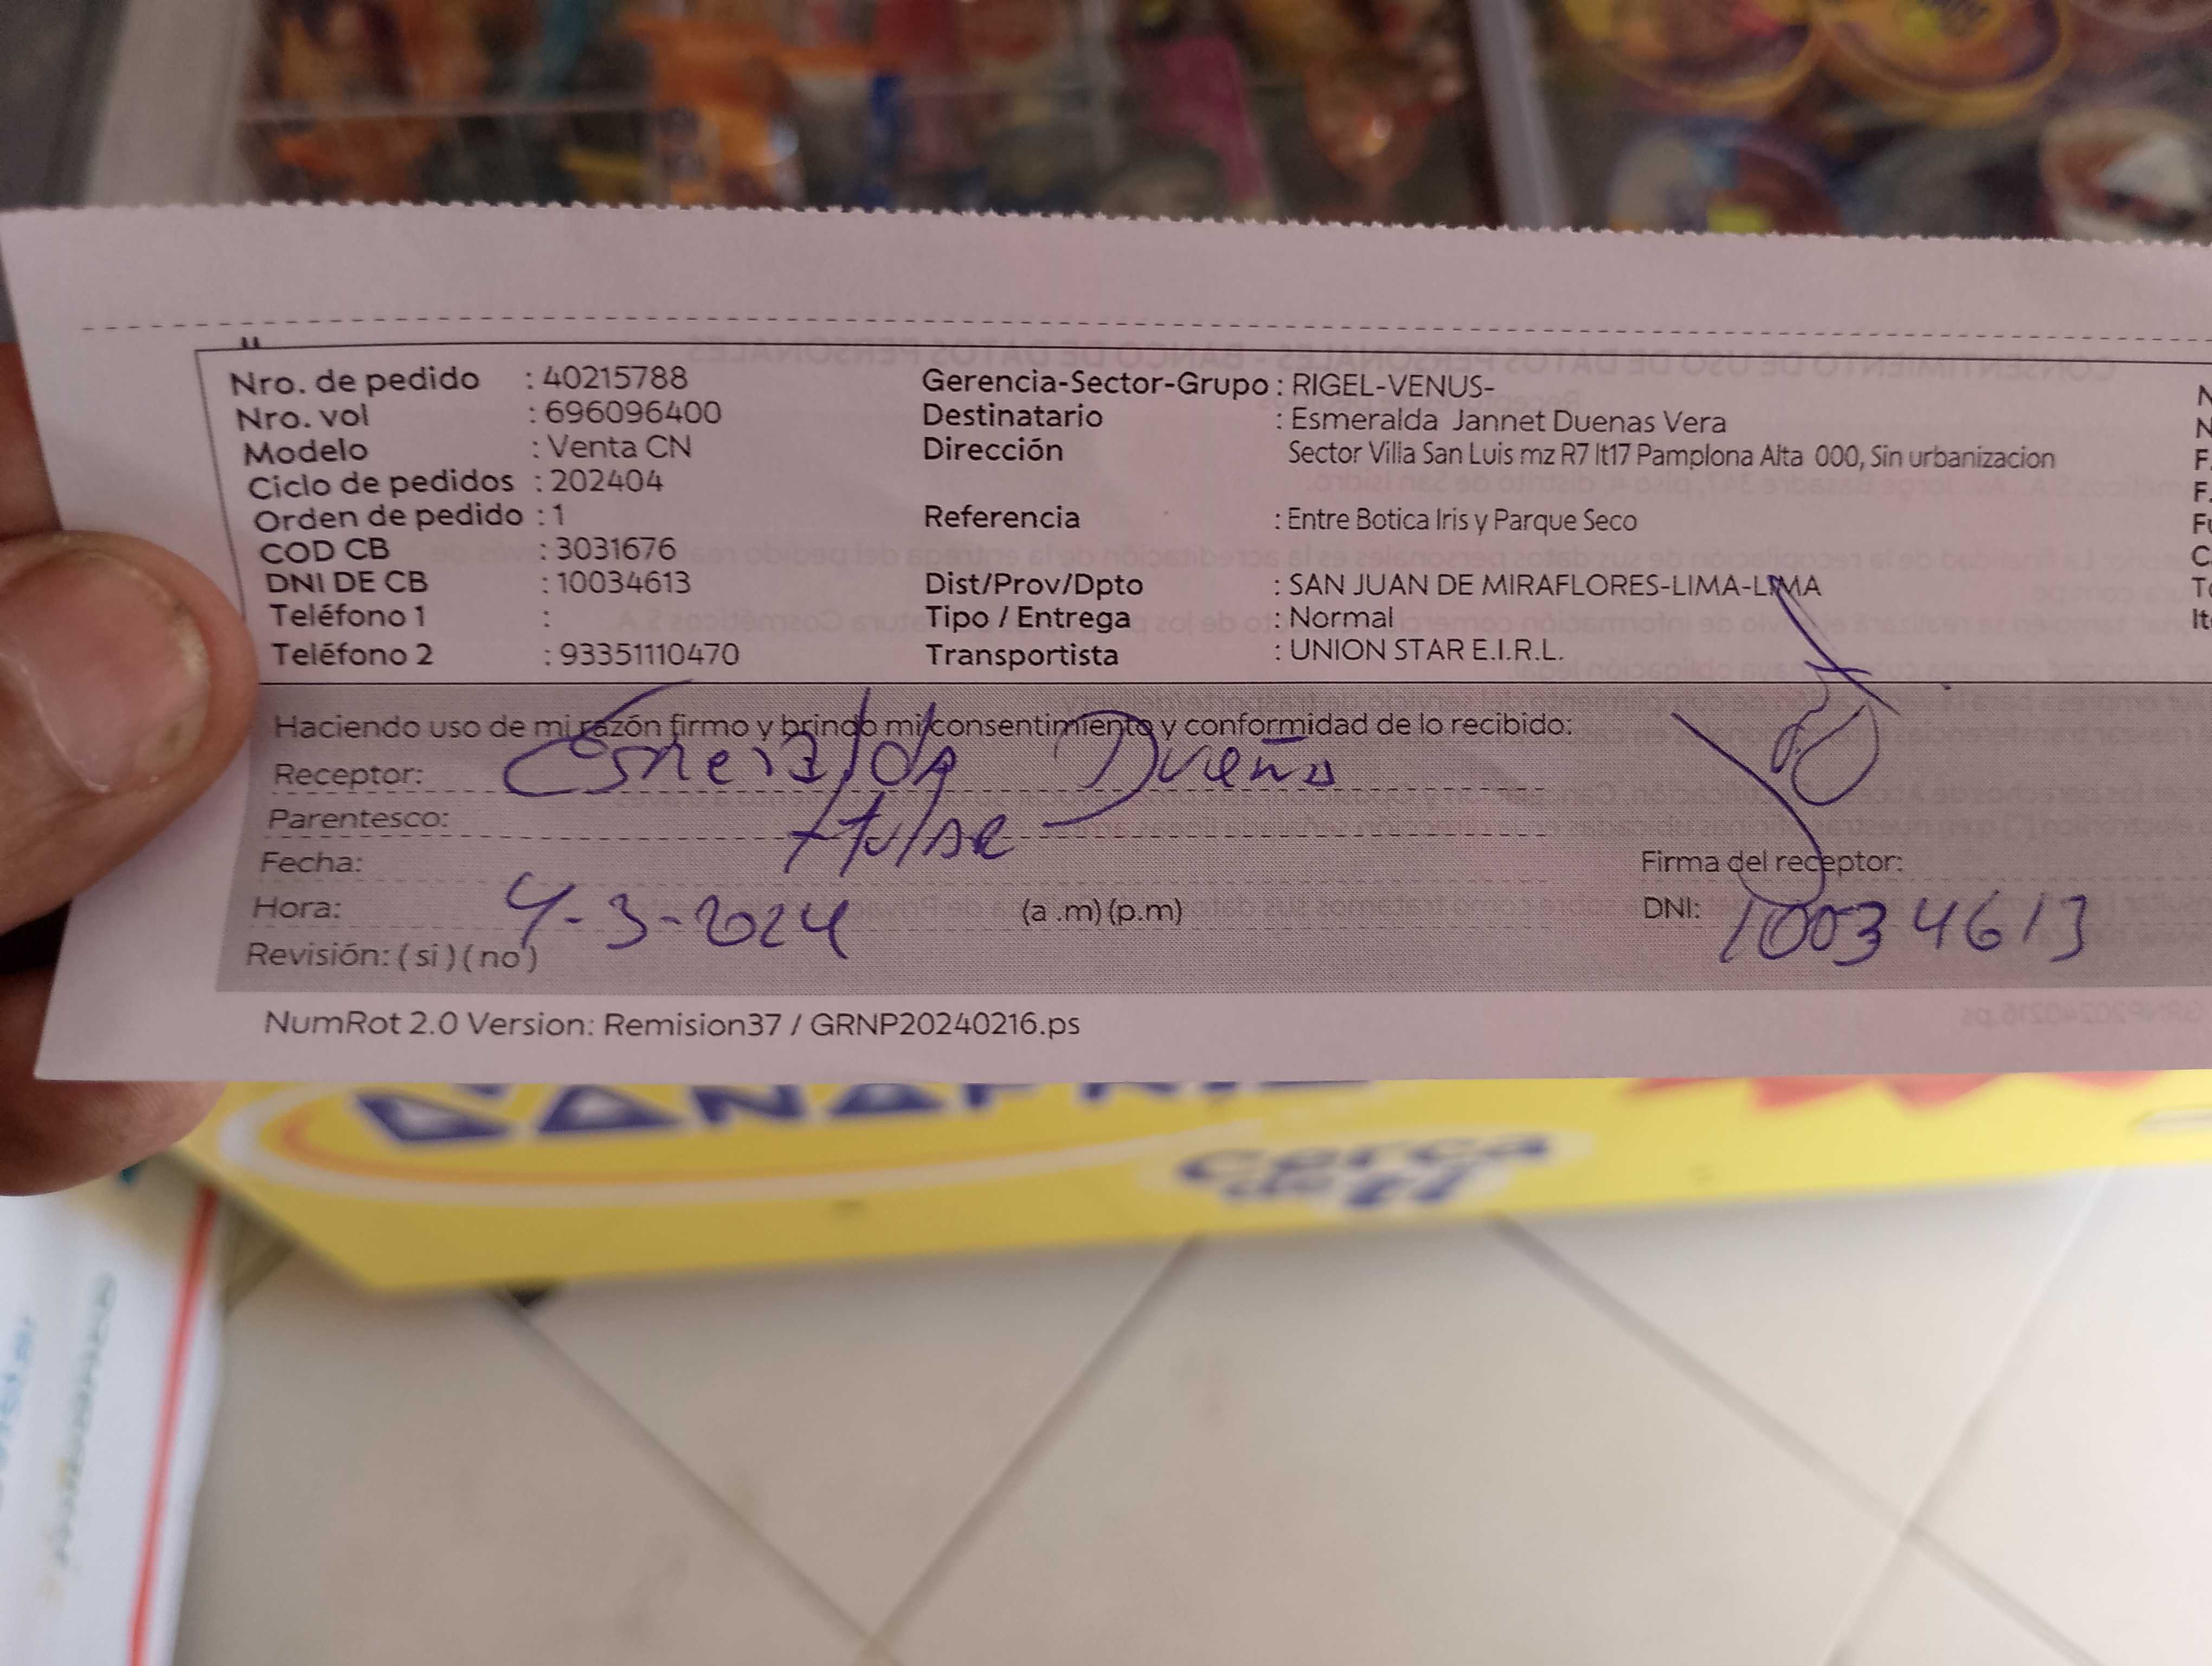 Nro. de pedido : 40215788
Nro. vol : 696096400
Modelo : Venta CN
Ciclo de pedidos : 202404
Orden de pedido : 1
COD CB : 3031676
DNI DE CB : 10034613
Teléfono 1 :
Teléfono 2 : 93351110470
Gerencia-Sector-Grupo : RIGEL-VENUS-
Destinatario : Esmeralda Jannet Duenas Vera
Dirección Sector Villa San Luis mz R7 lt17 Pamplona Alta 000, Sin urbanizacion
Referencia : Entre Botica Iris y Parque Seco
Dist/Prov/Dpto : SAN JUAN DE MIRAFLORES-LIMA-LIMA
Tipo / Entrega : Normal
Transportista : UNION STAR E.I.R.L.
Haciendo uso de mi razón firmo y brindo mi consentimiento y conformidad de lo recibido:
Receptor: Esmeralda Dueña
Parentesco:
Fecha:
Hora: 4-3-2024 (a .m) (p.m)
Revisión: ( si ) ( no )
Firma del receptor:
DNI: 10034613
NumRot 2.0 Version: Remision37 / GRNP20240216.ps
Cerca de ti